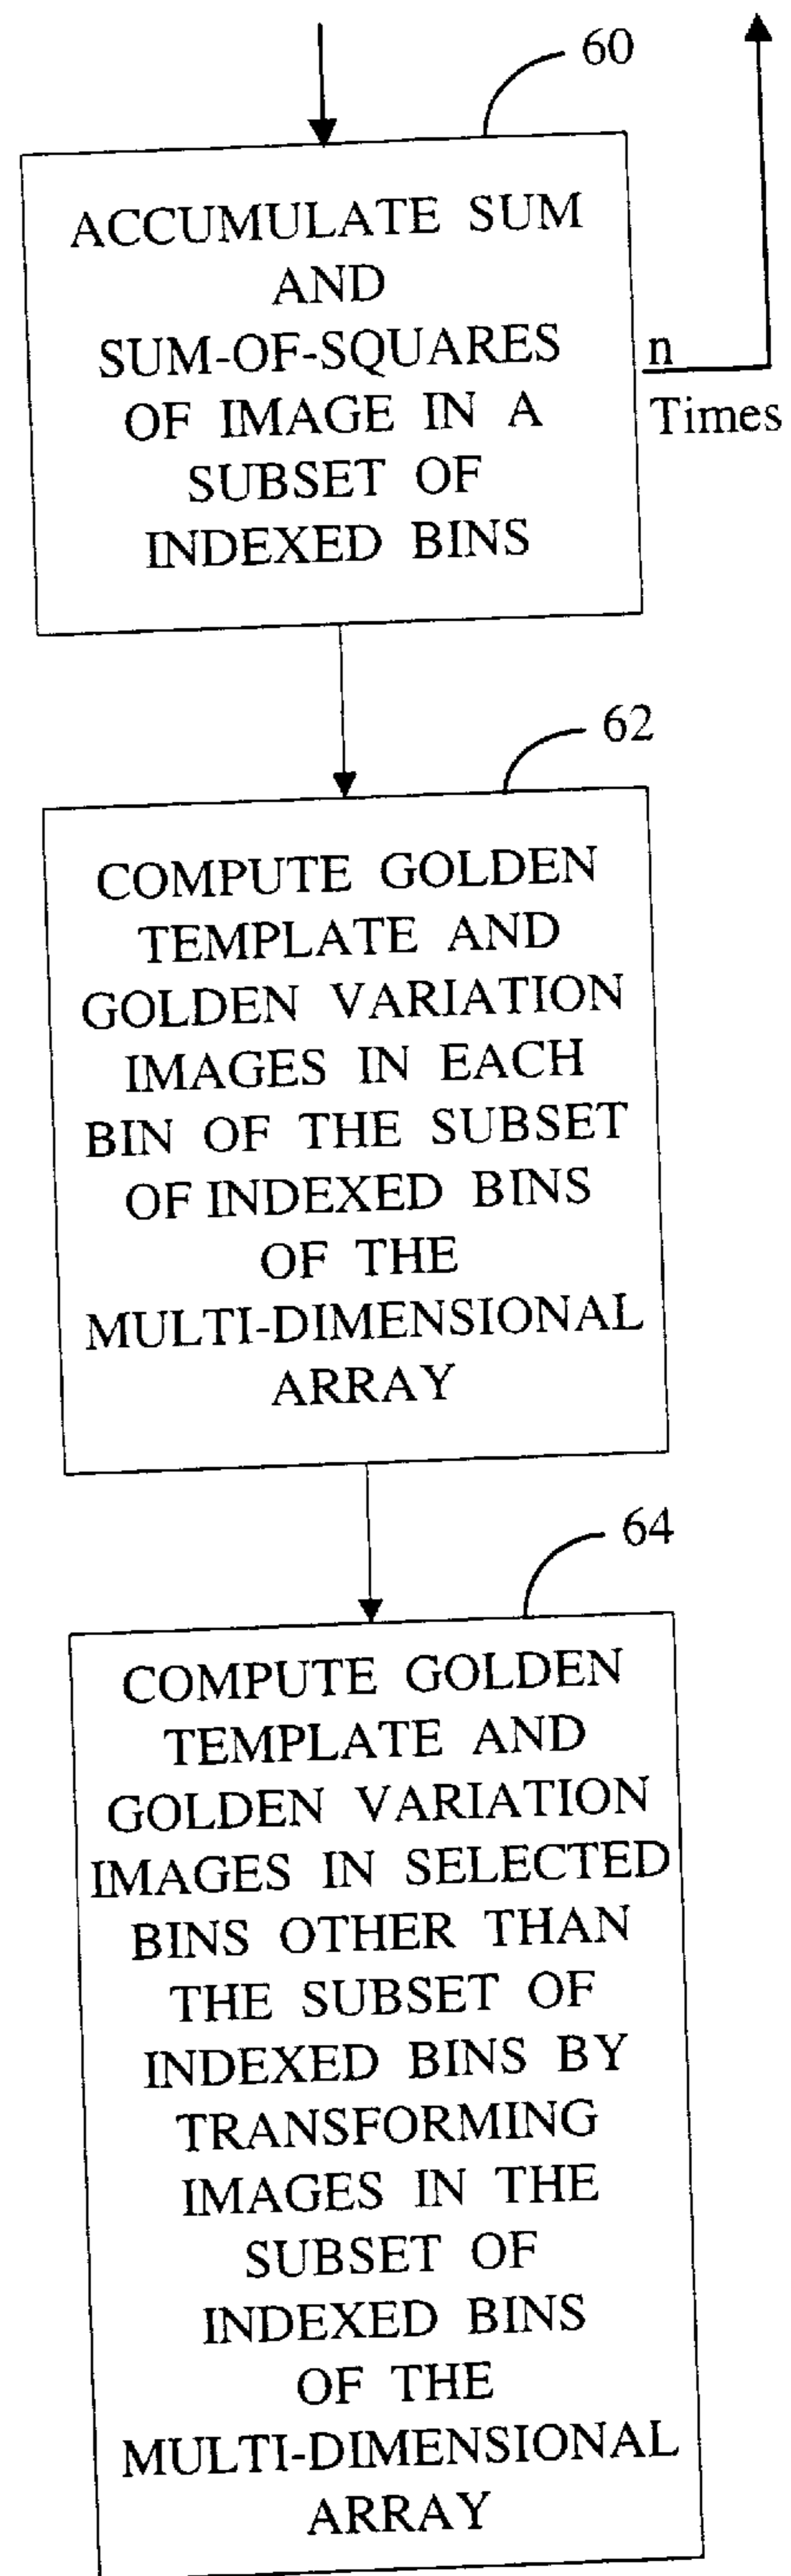 60
ACCUMULATE SUM
AND
SUM-OF-SQUARES
OF IMAGE IN A
SUBSET OF
INDEXED BINS
n
Times
62
COMPUTE GOLDEN
TEMPLATE AND
GOLDEN VARIATION
IMAGES IN EACH
BIN OF THE SUBSET
OF INDEXED BINS
OF THE
MULTI-DIMENSIONAL
ARRAY
64
COMPUTE GOLDEN
TEMPLATE AND
GOLDEN VARIATION
IMAGES IN SELECTED
BINS OTHER THAN
THE SUBSET OF
INDEXED BINS BY
TRANSFORMING
IMAGES IN THE
SUBSET OF
INDEXED BINS
OF THE
MULTI-DIMENSIONAL
ARRAY